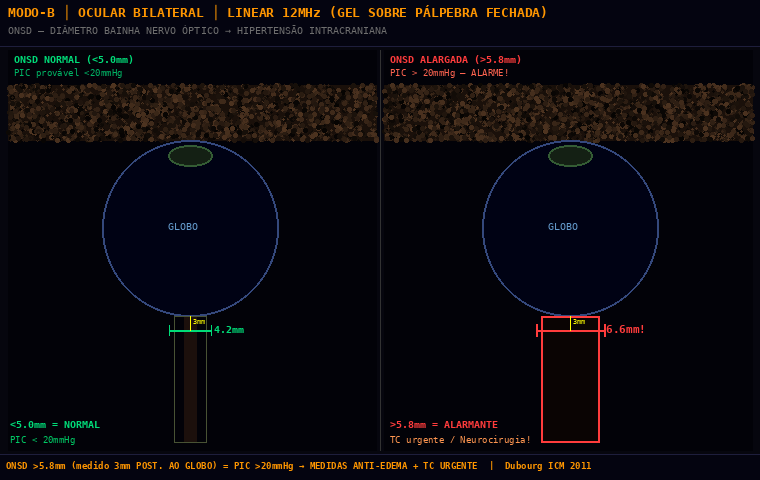 MODO-B │ OCULAR BILATERAL │ LINEAR 12MHz (GEL SOBRE PÁLPEBRA FECHADA)
ONSD — DIÂMETRO BAINHA NERVO ÓPTICO → HIPERTENSÃO INTRACRANIANA
ONSD NORMAL (<5.0mm)
PIC provável <20mmHg
GLOBO
3mm
4.2mm
<5.0mm = NORMAL
PIC < 20mmHg
ONSD ALARGADA (>5.8mm)
PIC > 20mmHg — ALARME!
GLOBO
3mm
6.6mm!
>5.8mm = ALARMANTE
TC urgente / Neurocirugia!
ONSD >5.8mm (medido 3mm POST. AO GLOBO) = PIC >20mmHg → MEDIDAS ANTI-EDEMA + TC URGENTE | Dubourg ICM 2011